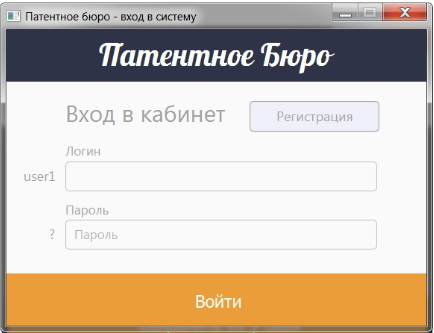 Патентное бюро - вход в систему
Патентное Бюро
Вход в кабинет
Регистрация
Логин
user1
Пароль
? Пароль
Войти